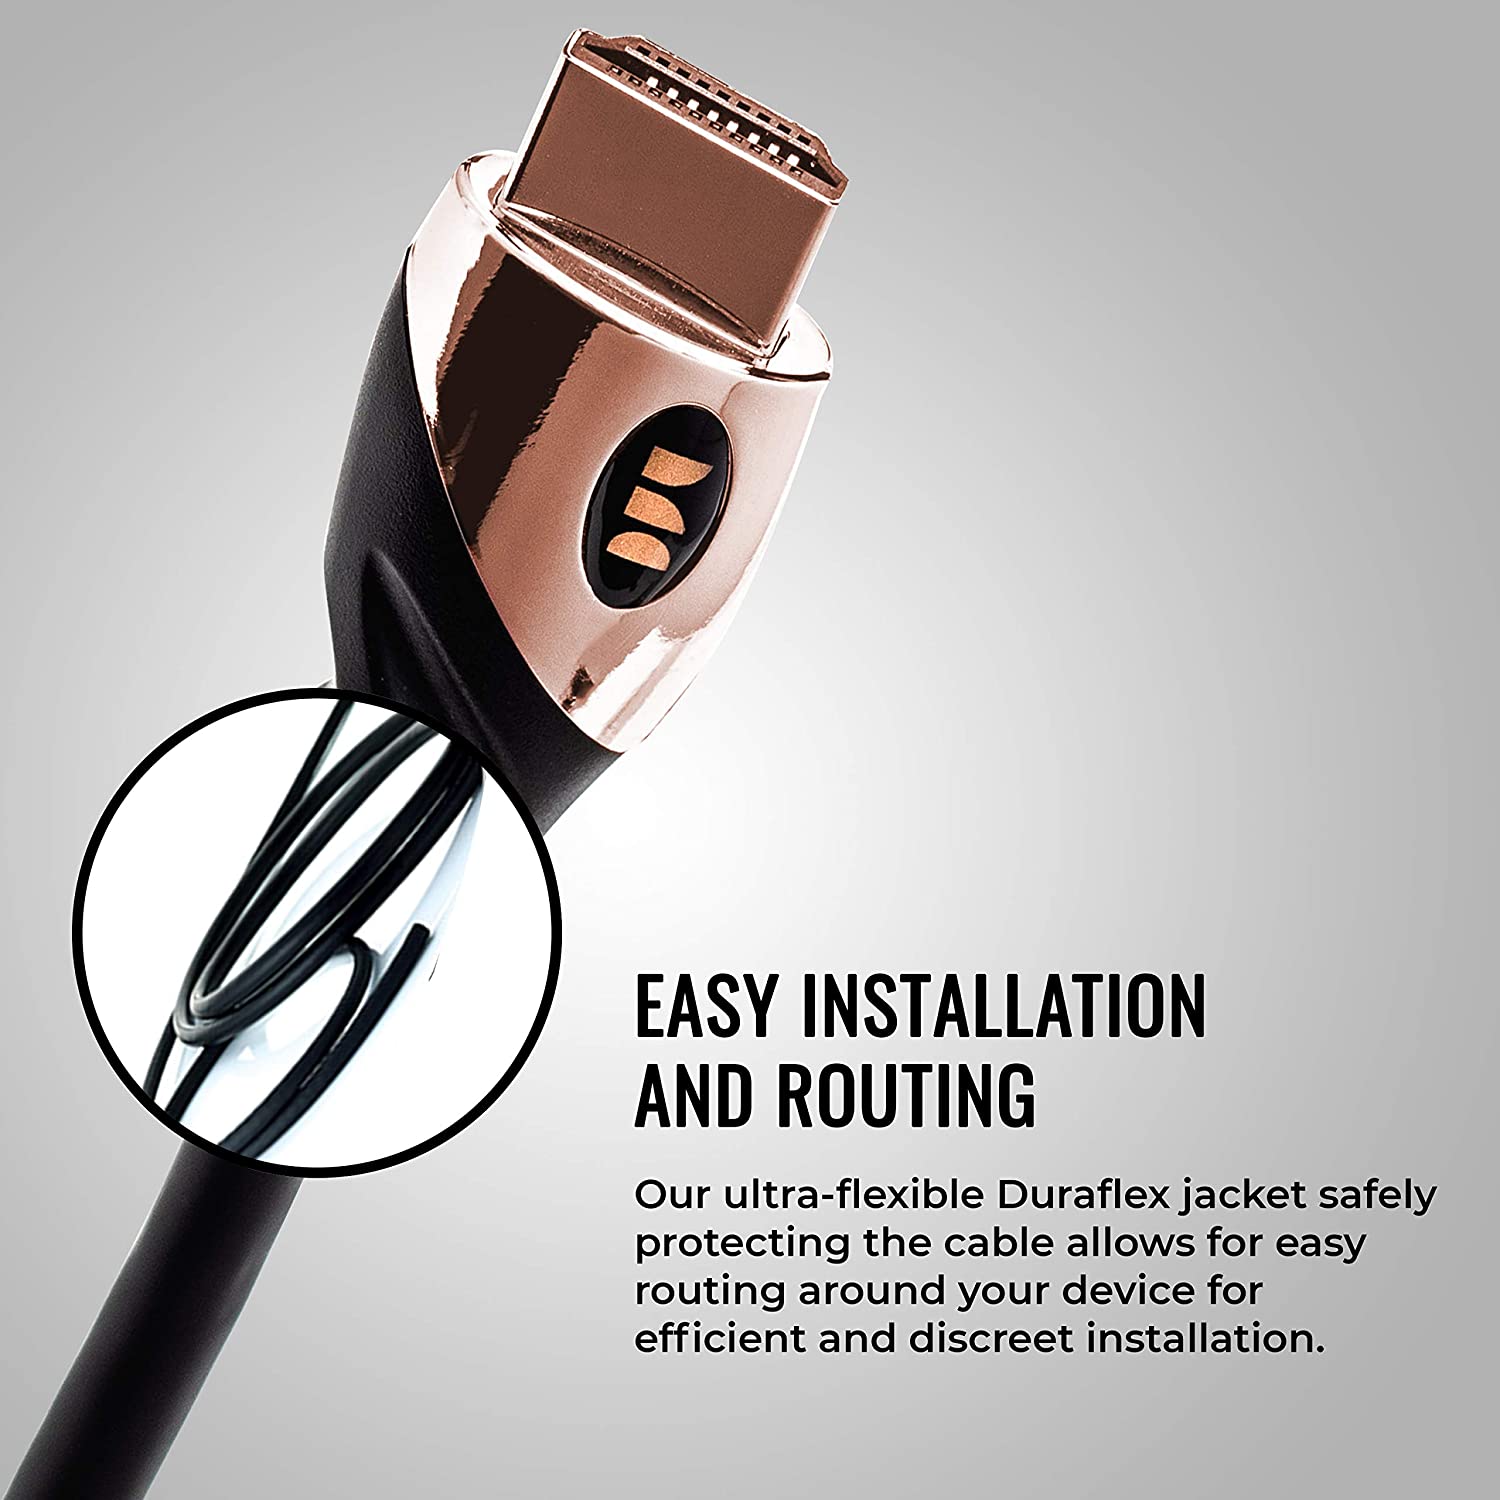 EASY INSTALLATION
AND ROUTING
Our ultra-flexible Duraflex jacket safely
protecting the cable allows for easy
routing around your device for
efficient and discreet installation.